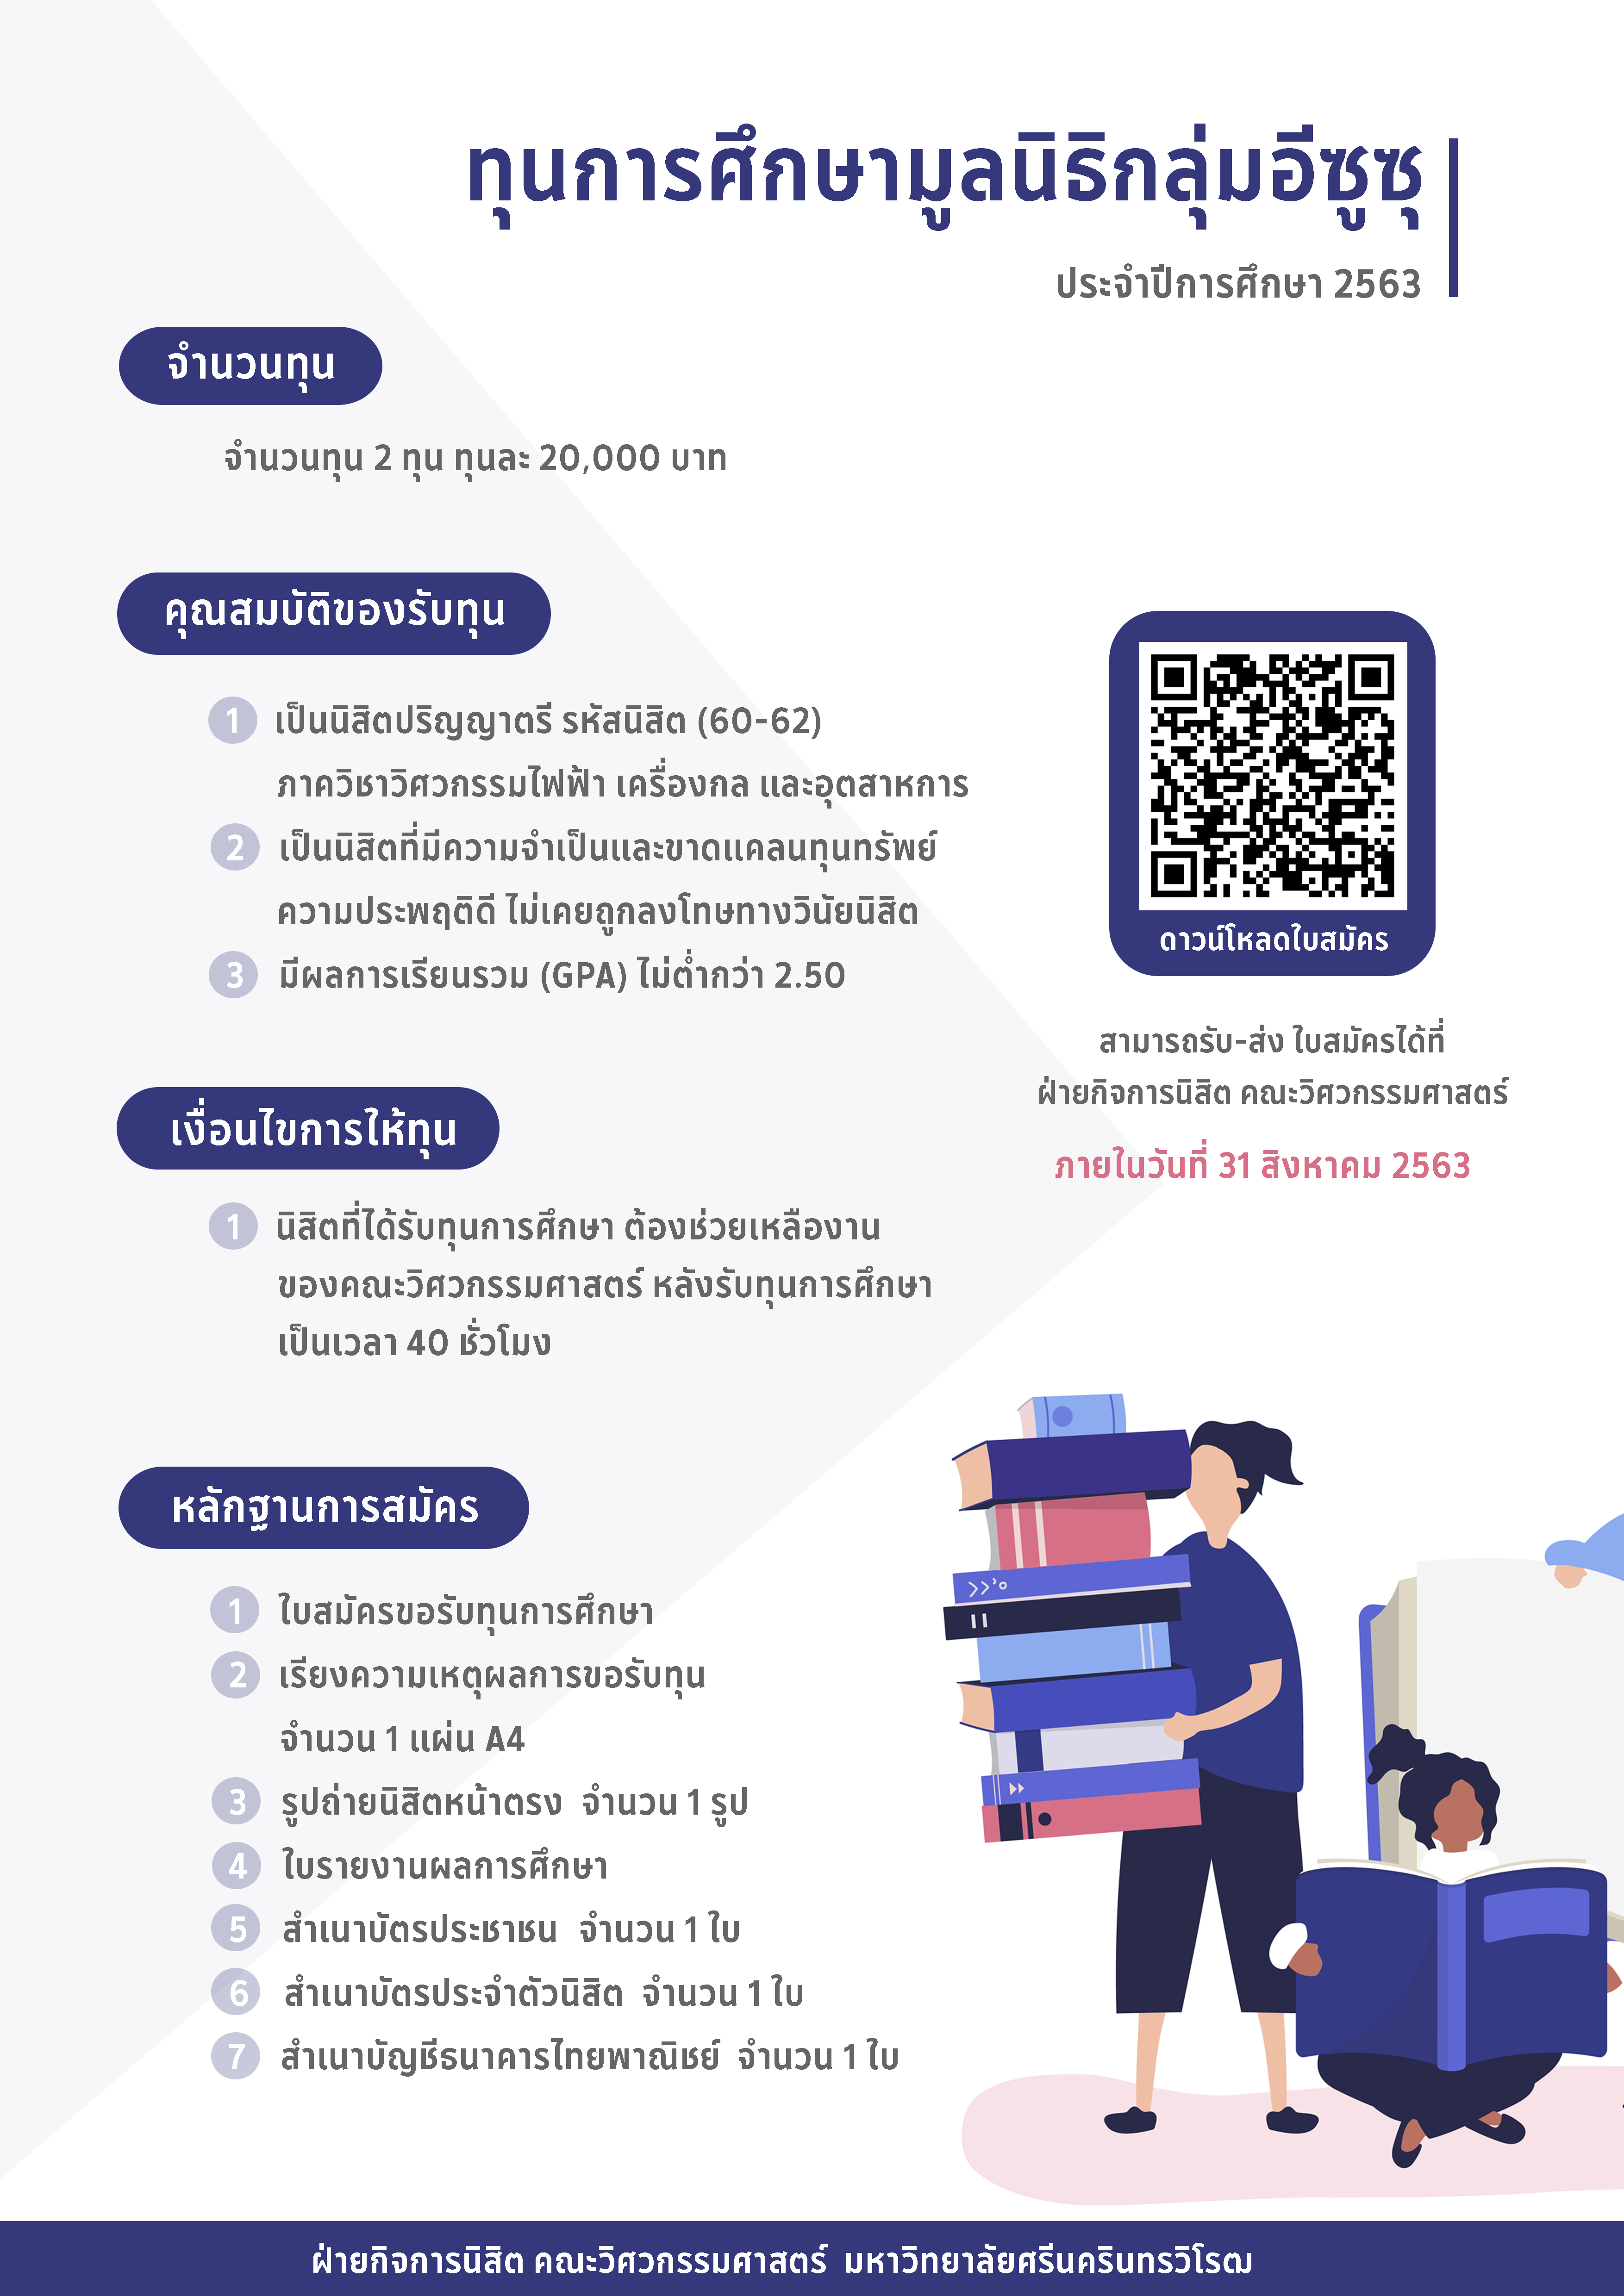 ทุนการศึกษามูลนิธิกลุ่มอีซูซุ
ประจำปีการศึกษา 2563
จำนวนทุน
จำนวนทุน 2 ทุน ทุนละ 20,000 บาท
คุณสมบัติของรับทุน
1 เป็นนิสิตปริญญาตรี รหัสนิสิต (60-62)
ภาควิชาวิศวกรรมไฟฟ้า เครื่องกล และอุตสาหการ
2 เป็นนิสิตที่มีความจำเป็นและขาดแคลนทุนทรัพย์
ความประพฤติดี ไม่เคยถูกลงโทษทางวินัยนิสิต
3 มีผลการเรียนรวม (GPA) ไม่ต่ำกว่า 2.50
ดาวน์โหลดใบสมัคร
สามารถรับ-ส่ง ใบสมัครได้ที่
ฝ่ายกิจการนิสิต คณะวิศวกรรมศาสตร์
ภายในวันที่ 31 สิงหาคม 2563
เงื่อนไขการให้ทุน
1 นิสิตที่ได้รับทุนการศึกษา ต้องช่วยเหลืองาน
ของคณะวิศวกรรมศาสตร์ หลังรับทุนการศึกษา
เป็นเวลา 40 ชั่วโมง
หลักฐานการสมัคร
1 ใบสมัครขอรับทุนการศึกษา
2 เรียงความเหตุผลการขอรับทุน
จำนวน 1 แผ่น A4
3 รูปถ่ายนิสิตหน้าตรง จำนวน 1 รูป
4 ใบรายงานผลการศึกษา
5 สำเนาบัตรประชาชน จำนวน 1 ใบ
6 สำเนาบัตรประจำตัวนิสิต จำนวน 1 ใบ
7 สำเนาบัญชีธนาคารไทยพาณิชย์ จำนวน 1 ใบ
ฝ่ายกิจการนิสิต คณะวิศวกรรมศาสตร์ มหาวิทยาลัยศรีนครินทรวิโรฒ